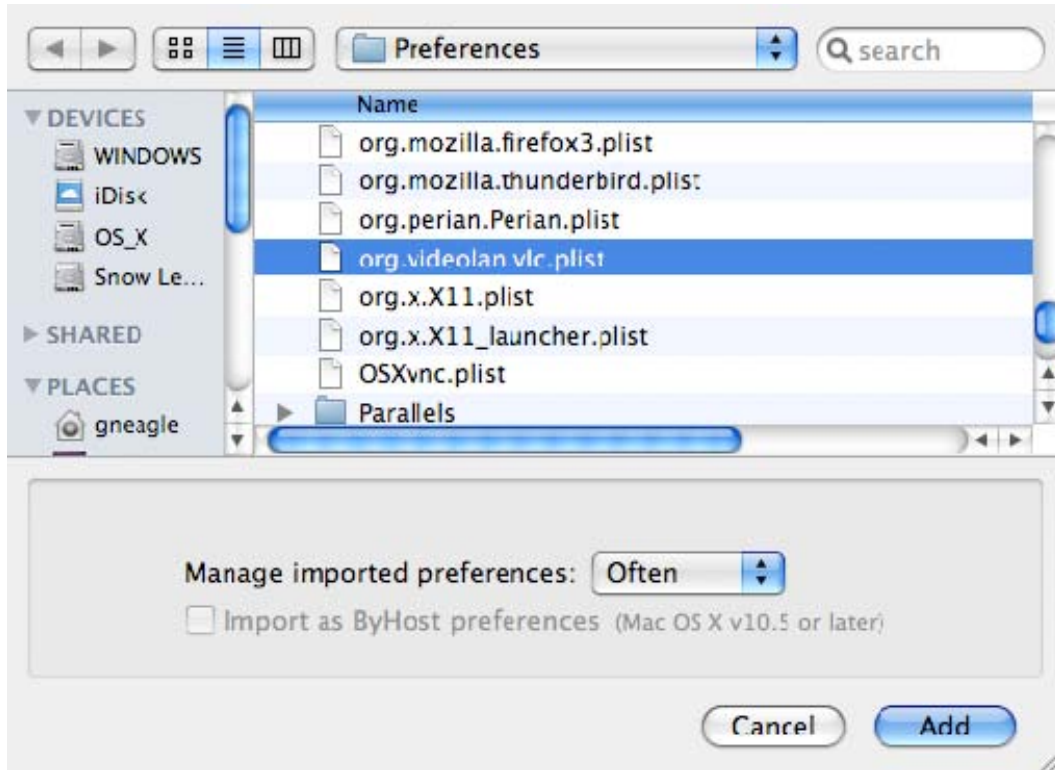 Preferences
search
DEVICES
WINDOWS
iDisk
OS_X
Snow Le...
SHARED
PLACES
gneagle
Name
org.mozilla.firefox3.plist
org.mozilla.thunderbird.plist
org.perian.Perian.plist
org.videolan.vlc.plist
org.x.X11.plist
org.x.X11_launcher.plist
OSXvnc.plist
Parallels
Manage imported preferences: Often
Import as ByHost preferences (Mac OS X v10.5 or later)
Cancel Add